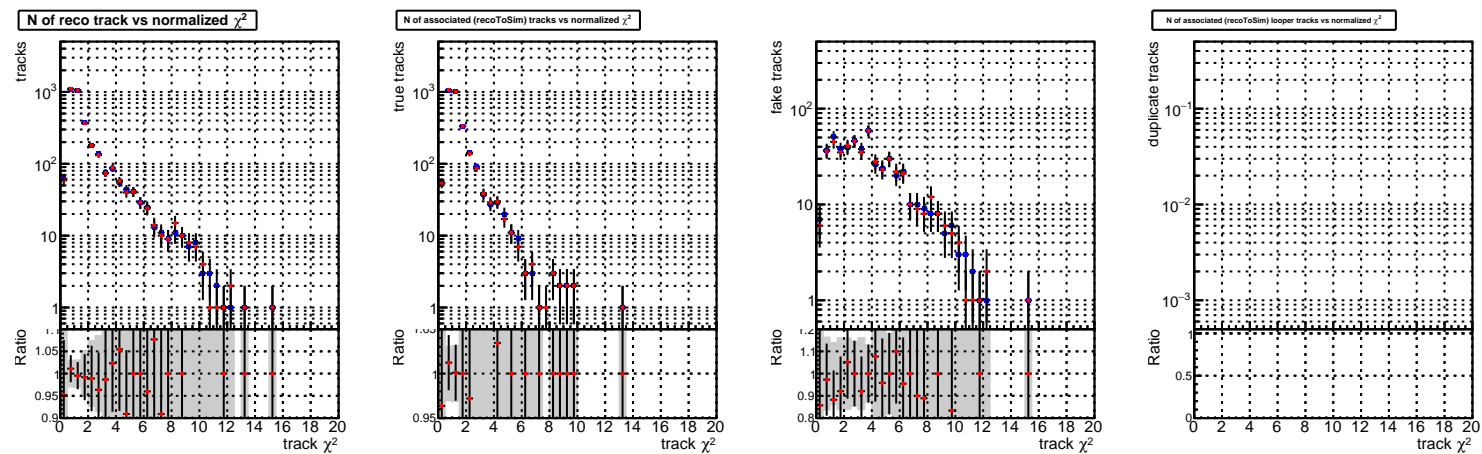 N of reco track vs normalized χ²
N of associated (recoToSim) tracks vs normalized χ²
N of associated (recoToSim) looper tracks vs normalized χ²
tracks
10³
10²
10
1
Ratio
1.05
1
0.95
0.9
0 2 4 6 8 10 12 14 16 18 20
track χ²
true tracks
10³
10²
10
1
Ratio
1.05
1
0.95
0 2 4 6 8 10 12 14 16 18 20
track χ²
fake tracks
10²
10
1
Ratio
1.2
1.1
1
0.9
0.8
0 2 4 6 8 10 12 14 16 18 20
track χ²
duplicate tracks
10⁻¹
10⁻²
10⁻³
Ratio
1
0.5
0
0 2 4 6 8 10 12 14 16 18 20
track χ²